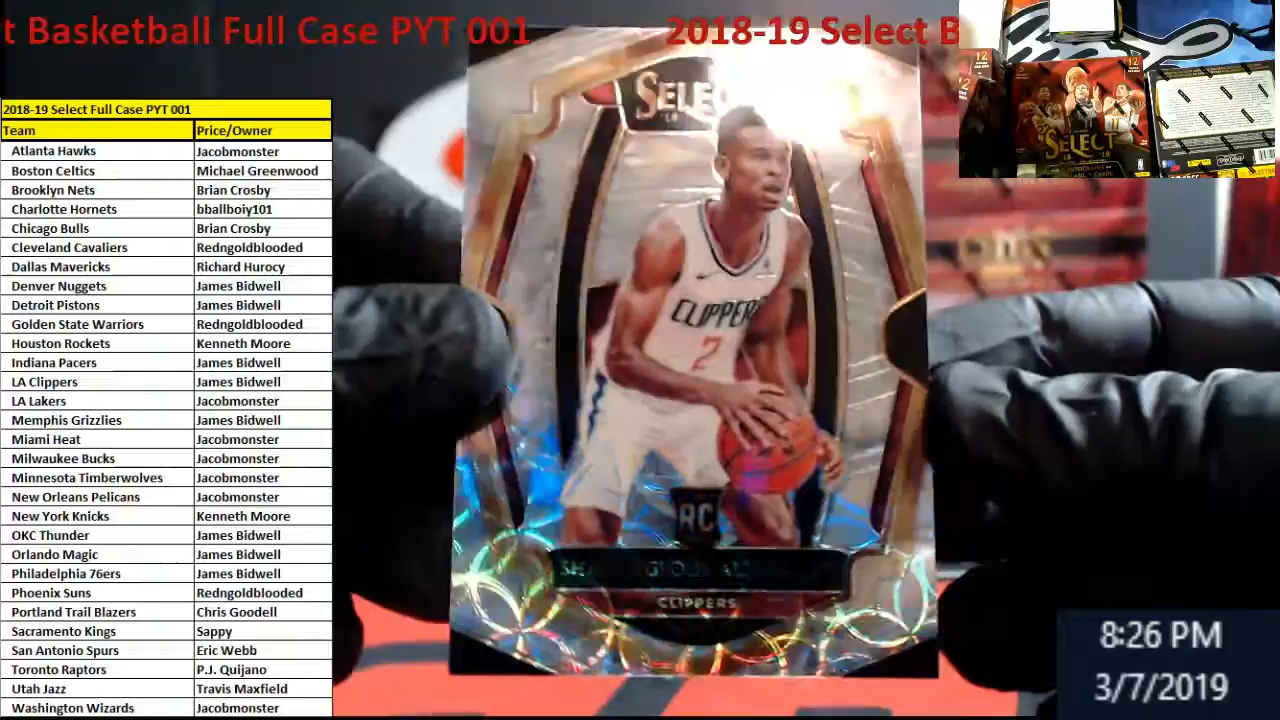 t Basketball Full Case PYT 001
2018-19 Select B
2018-19 Select Full Case PYT 001
Team Price/Owner
Atlanta Hawks Jacobmonster
Boston Celtics Michael Greenwood
Brooklyn Nets Brian Crosby
Charlotte Hornets bballboiy101
Chicago Bulls Brian Crosby
Cleveland Cavaliers Redngoldblooded
Dallas Mavericks Richard Hurocy
Denver Nuggets James Bidwell
Detroit Pistons James Bidwell
Golden State Warriors Redngoldblooded
Houston Rockets Kenneth Moore
Indiana Pacers James Bidwell
LA Clippers James Bidwell
LA Lakers Jacobmonster
Memphis Grizzlies James Bidwell
Miami Heat Jacobmonster
Milwaukee Bucks Jacobmonster
Minnesota Timberwolves Jacobmonster
New Orleans Pelicans Jacobmonster
New York Knicks Kenneth Moore
OKC Thunder James Bidwell
Orlando Magic James Bidwell
Philadelphia 76ers James Bidwell
Phoenix Suns Redngoldblooded
Portland Trail Blazers Chris Goodell
Sacramento Kings Sappy
San Antonio Spurs Eric Webb
Toronto Raptors P.J. Quijano
Utah Jazz Travis Maxfield
Washington Wizards Jacobmonster
SELEC
CLIPPERS
2
RC
CLIPPERS
12
12
SELECT
18 19
8:26 PM
3/7/2019